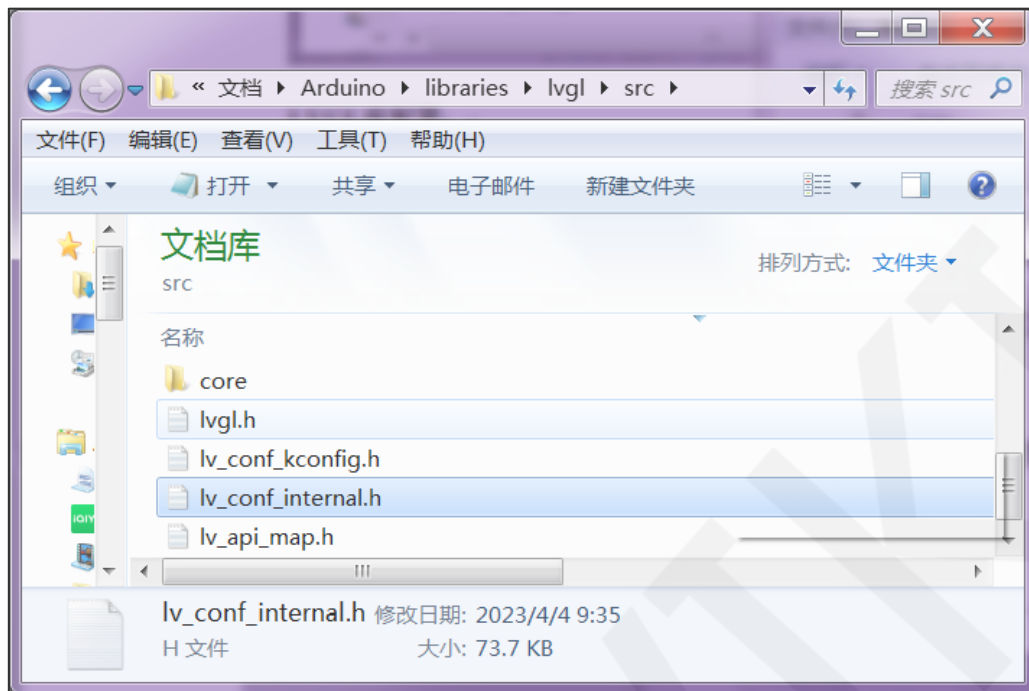 « 文档 ▸ Arduino ▸ libraries ▸ lvgl ▸ src ▸ 搜索 src
文件(F) 编辑(E) 查看(V) 工具(T) 帮助(H)
组织 打开 共享 电子邮件 新建文件夹
文档库
src
排列方式: 文件夹
名称
core
lvgl.h
lv_conf_kconfig.h
lv_conf_internal.h
lv_api_map.h
lv_conf_internal.h 修改日期: 2023/4/4 9:35
H 文件 大小: 73.7 KB